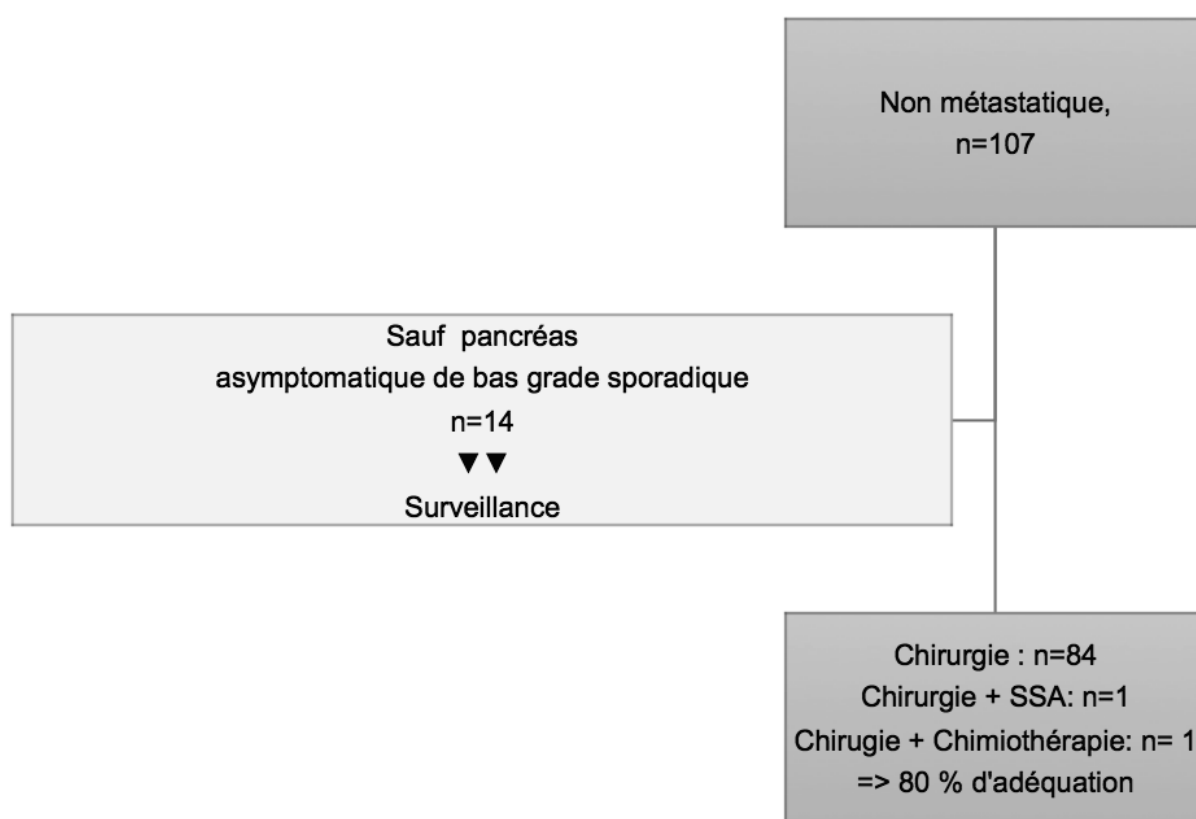 Non métastatique,
n=107
Sauf pancréas
asymptomatique de bas grade sporadique
n=14
▼▼
Surveillance
Chirurgie : n=84
Chirurgie + SSA: n=1
Chirugie + Chimiothérapie: n= 1
=> 80 % d'adéquation